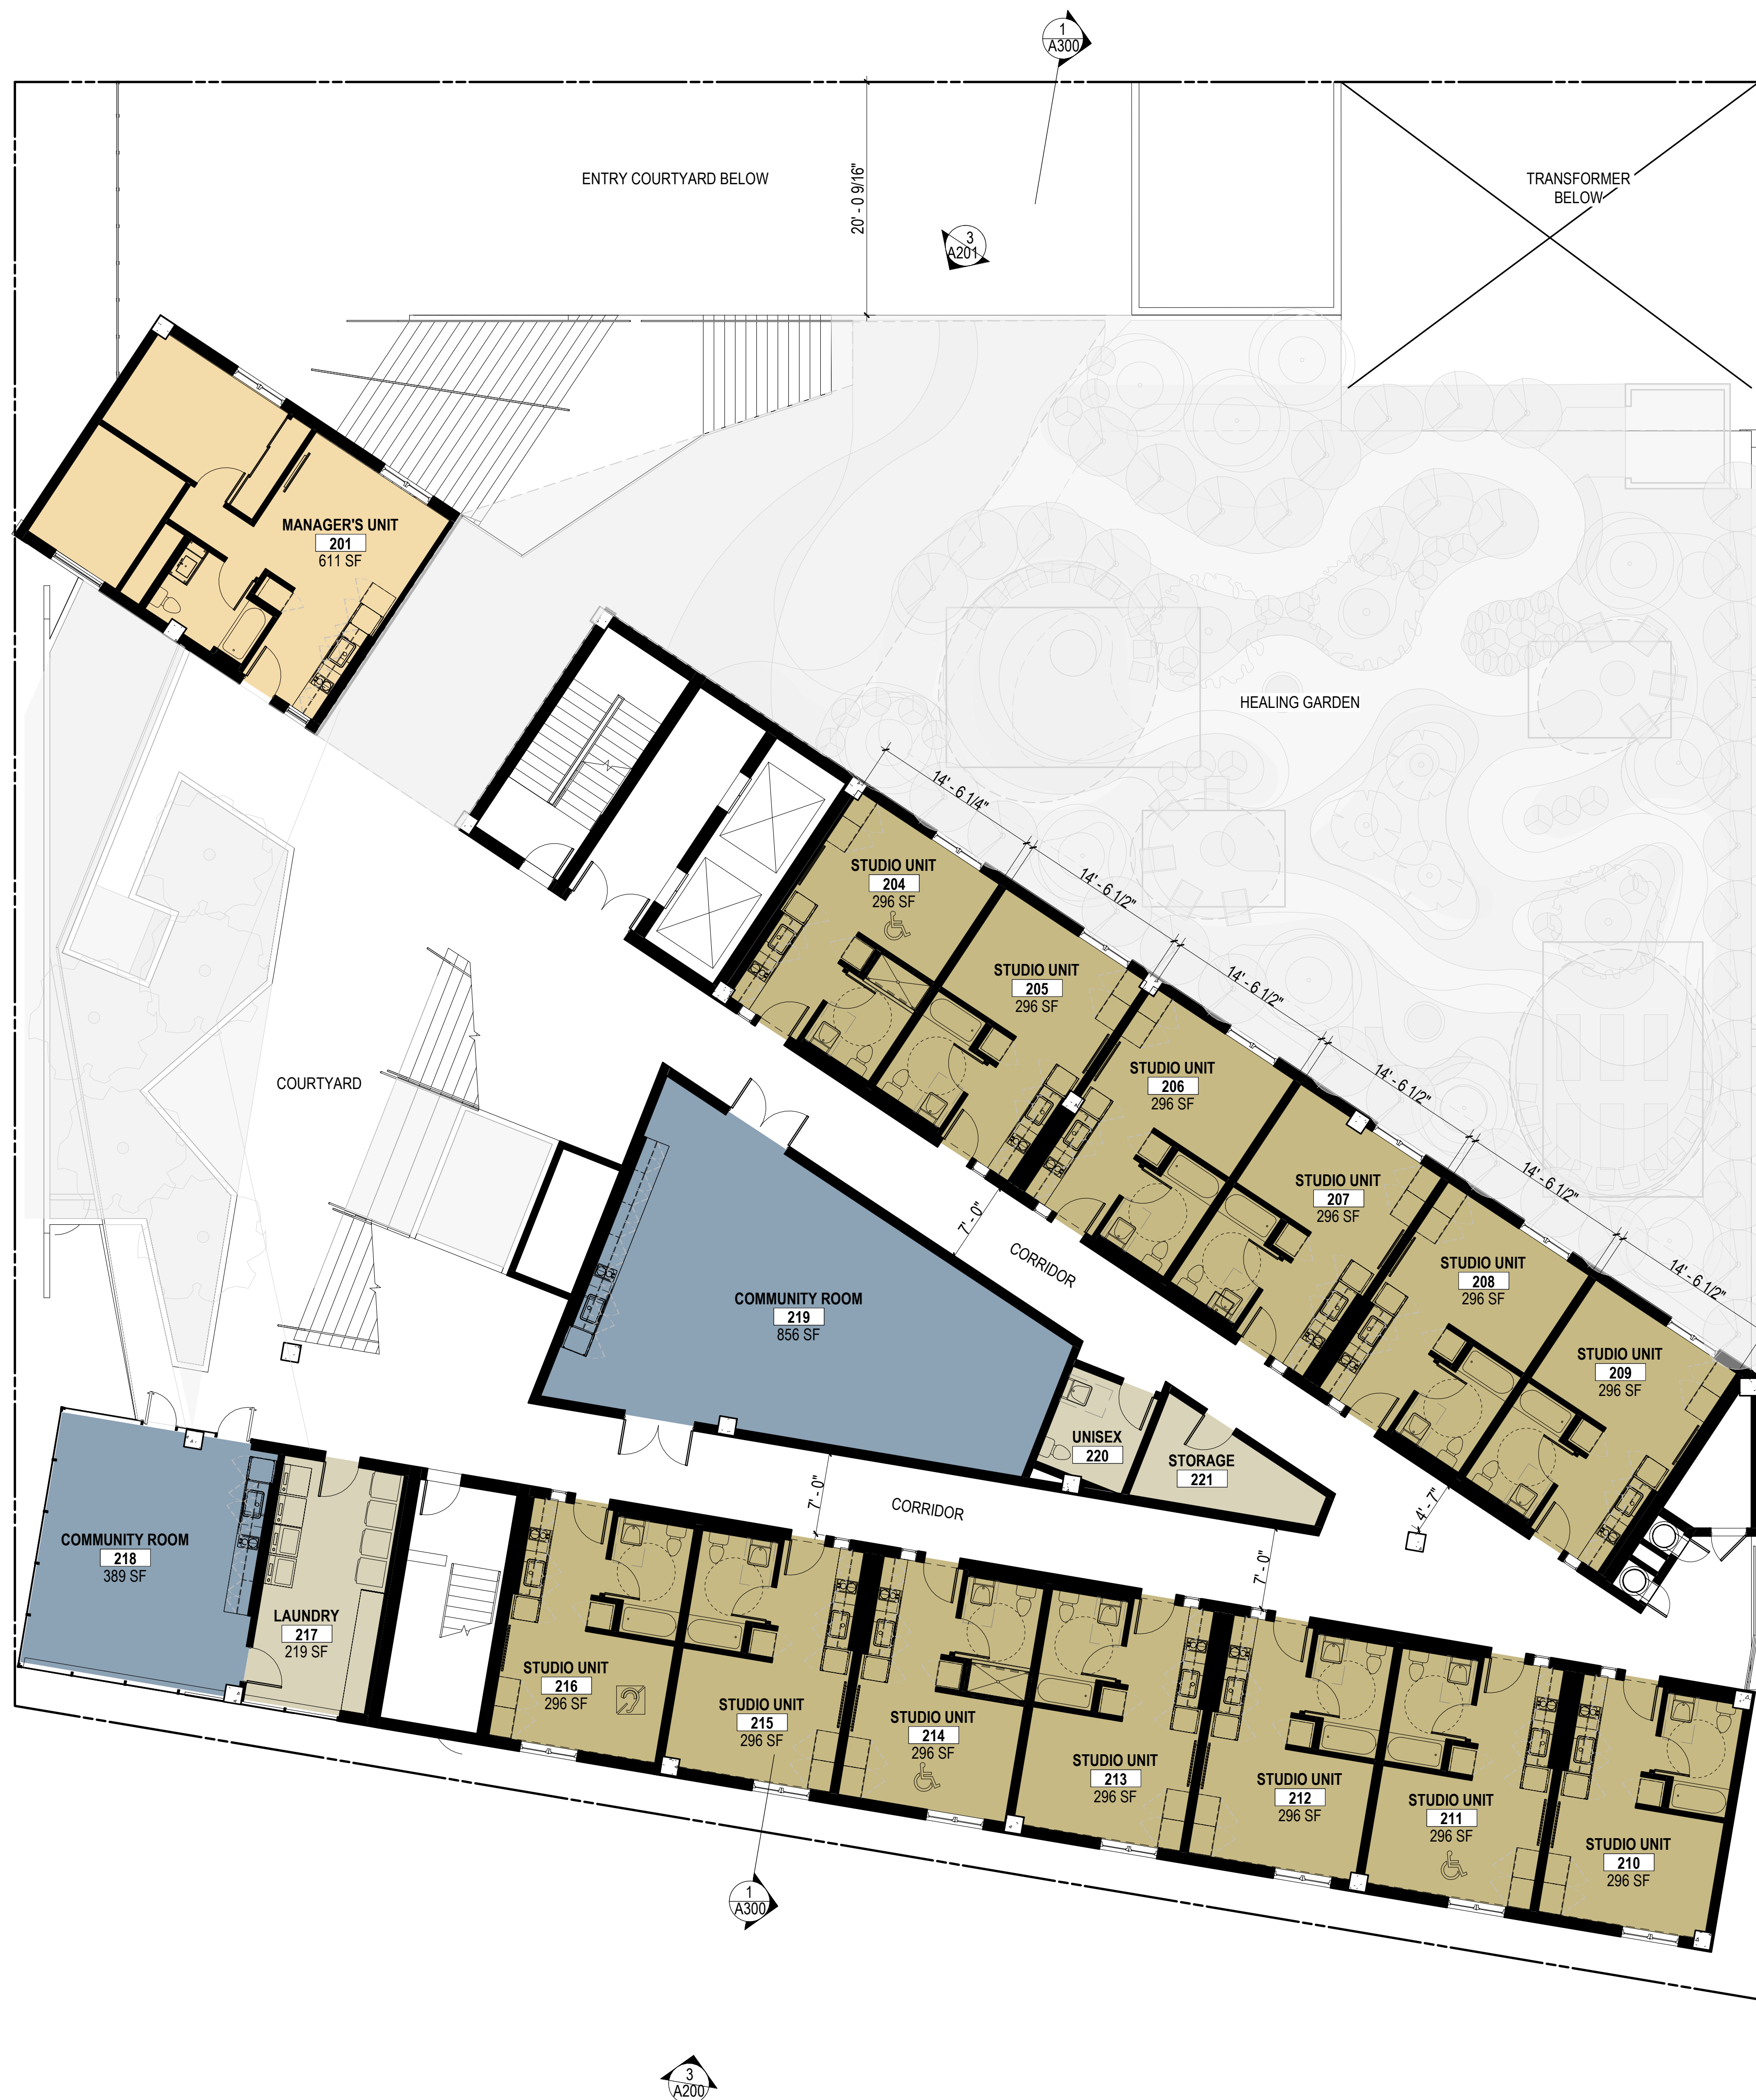 1
A300
ENTRY COURTYARD BELOW
20' - 0 9/16"
TRANSFORMER
BELOW
3
A201
MANAGER'S UNIT
201
611 SF
HEALING GARDEN
14' - 6 1/4"
14' - 6 1/2"
14' - 6 1/2"
14' - 6 1/2"
14' - 6 1/2"
14' - 6 1/2"
STUDIO UNIT
204
296 SF
STUDIO UNIT
205
296 SF
STUDIO UNIT
206
296 SF
STUDIO UNIT
207
296 SF
STUDIO UNIT
208
296 SF
STUDIO UNIT
209
296 SF
COURTYARD
7' - 0"
CORRIDOR
COMMUNITY ROOM
219
856 SF
UNISEX
220
STORAGE
221
7' - 0"
CORRIDOR
4' - 7"
7' - 0"
COMMUNITY ROOM
218
389 SF
LAUNDRY
217
219 SF
STUDIO UNIT
216
296 SF
STUDIO UNIT
215
296 SF
STUDIO UNIT
214
296 SF
STUDIO UNIT
213
296 SF
STUDIO UNIT
212
296 SF
STUDIO UNIT
211
296 SF
STUDIO UNIT
210
296 SF
1
A300
3
A200